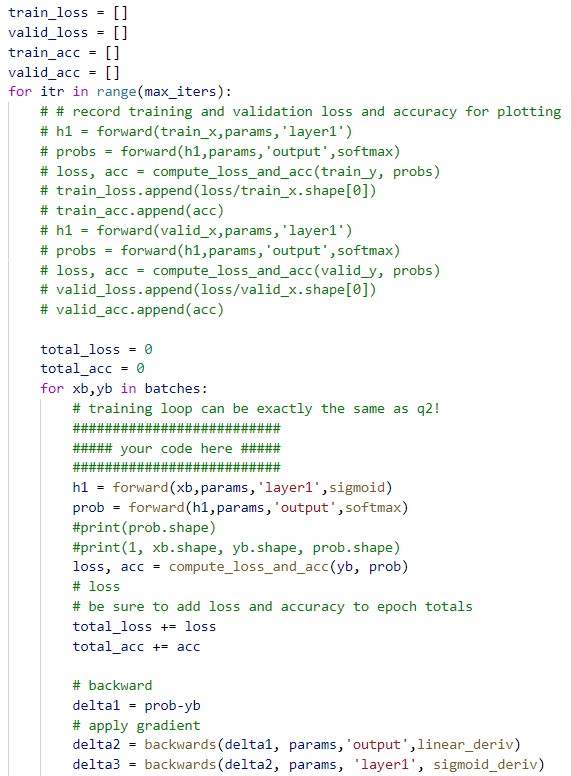 train_loss = []
valid_loss = []
train_acc = []
valid_acc = []
for itr in range(max_iters):
    # # record training and validation loss and accuracy for plotting
    # h1 = forward(train_x,params,'layer1')
    # probs = forward(h1,params,'output',softmax)
    # loss, acc = compute_loss_and_acc(train_y, probs)
    # train_loss.append(loss/train_x.shape[0])
    # train_acc.append(acc)
    # h1 = forward(valid_x,params,'layer1')
    # probs = forward(h1,params,'output',softmax)
    # loss, acc = compute_loss_and_acc(valid_y, probs)
    # valid_loss.append(loss/valid_x.shape[0])
    # valid_acc.append(acc)

    total_loss = 0
    total_acc = 0
    for xb,yb in batches:
        # training loop can be exactly the same as q2!
        ##########################
        ##### your code here #####
        ##########################
        h1 = forward(xb,params,'layer1',sigmoid)
        prob = forward(h1,params,'output',softmax)
        #print(prob.shape)
        #print(1, xb.shape, yb.shape, prob.shape)
        loss, acc = compute_loss_and_acc(yb, prob)
        # loss
        # be sure to add loss and accuracy to epoch totals
        total_loss += loss
        total_acc += acc

        # backward
        delta1 = prob-yb
        # apply gradient
        delta2 = backwards(delta1, params,'output',linear_deriv)
        delta3 = backwards(delta2, params, 'layer1', sigmoid_deriv)